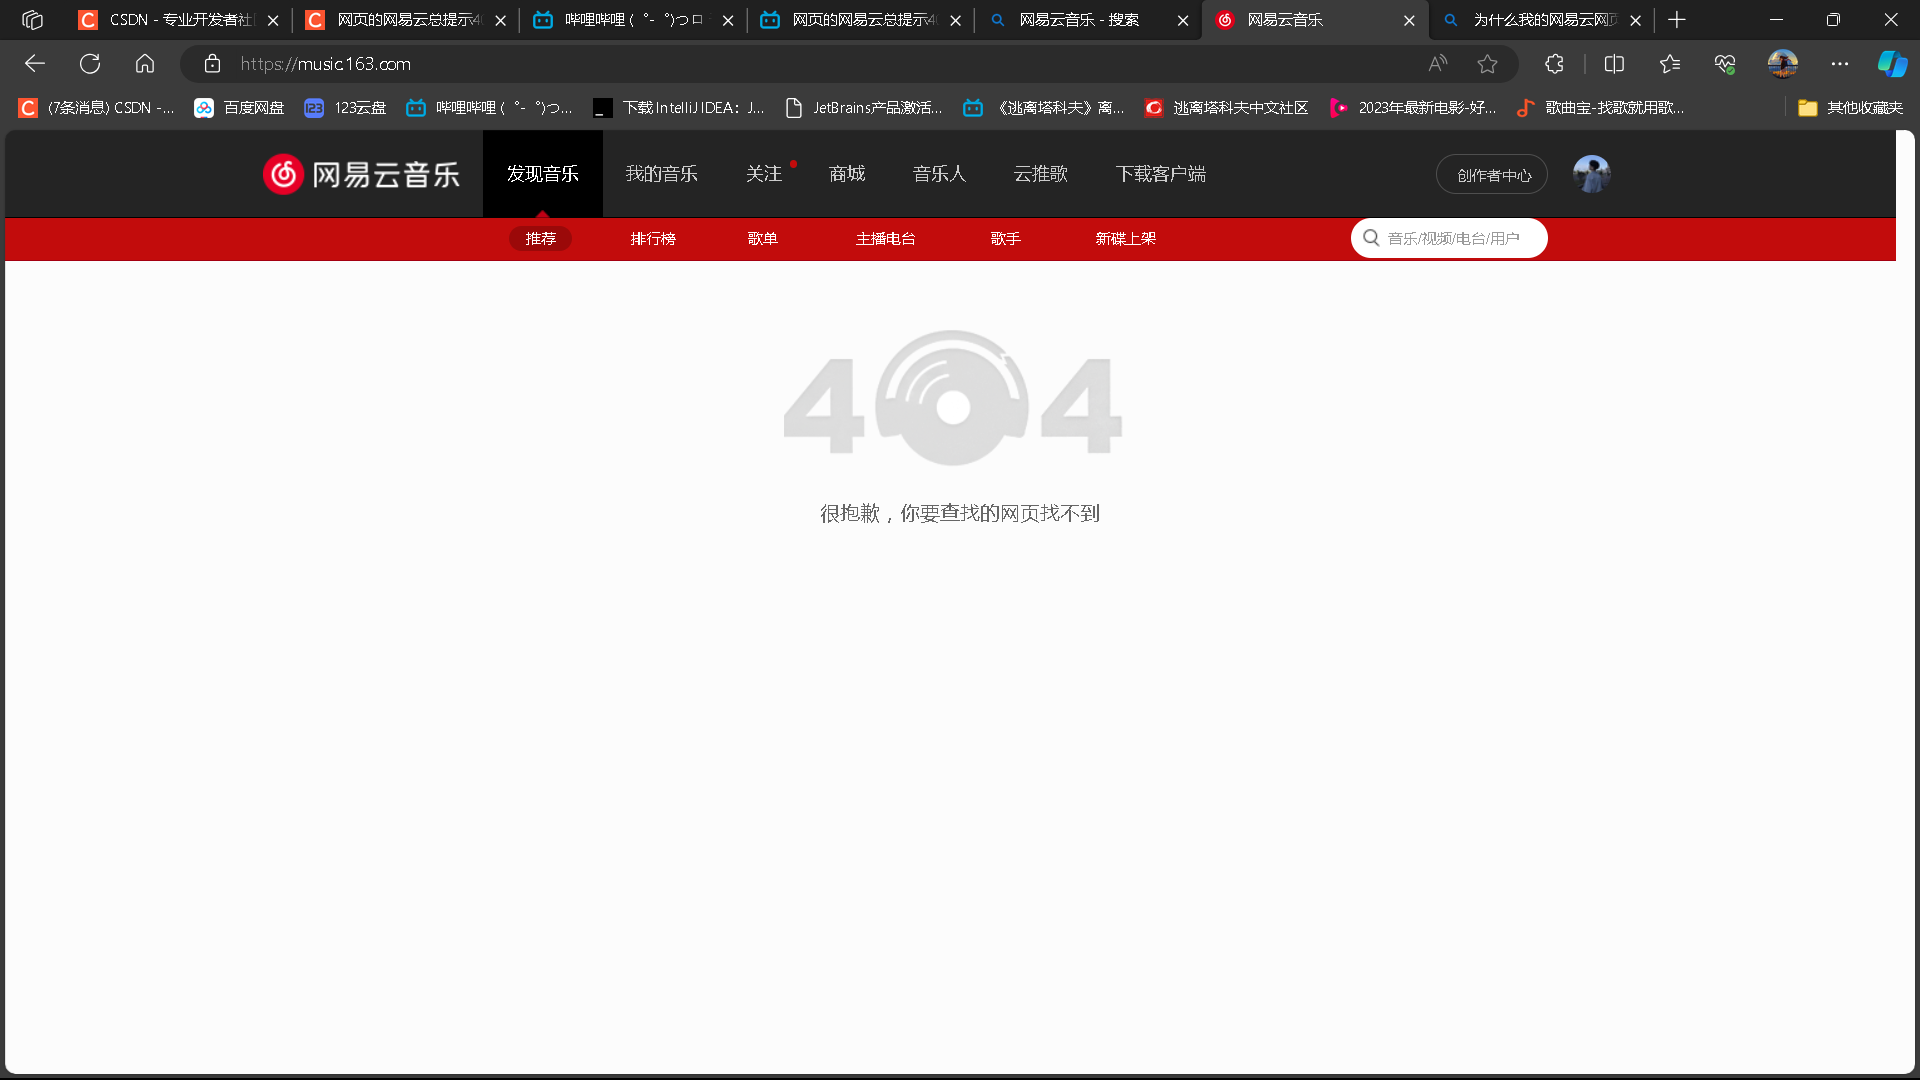 CSDN - 专业开发者社
网页的网易云总提示40
哔哩哔哩 (゜-゜)つロ
网页的网易云总提示40
网易云音乐 - 搜索
网易云音乐
为什么我的网易云网页
https://music.163.com
(7条消息) CSDN -...
百度网盘
123云盘
哔哩哔哩 (゜-゜)つ...
下载 IntelliJ IDEA：J...
JetBrains产品激活...
《逃离塔科夫》离...
逃离塔科夫中文社区
2023年最新电影-好...
歌曲宝-找歌就用歌...
其他收藏夹
网易云音乐
发现音乐
我的音乐
关注
商城
音乐人
云推歌
下载客户端
创作者中心
推荐
排行榜
歌单
主播电台
歌手
新碟上架
音乐/视频/电台/用户
404
很抱歉，你要查找的网页找不到